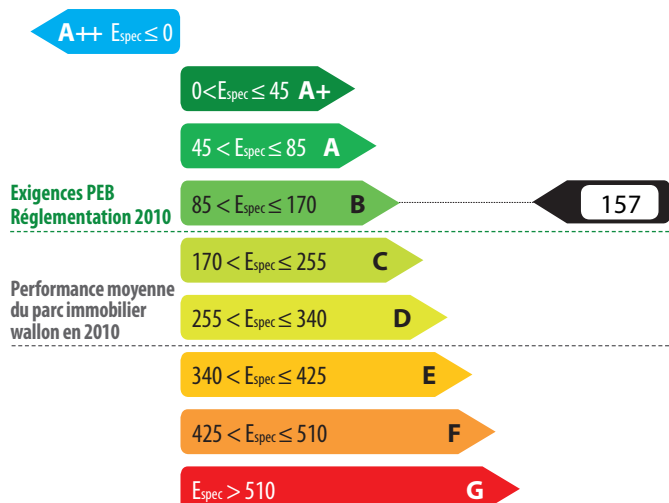 A++ Espec ≤ 0
0<Espec ≤ 45 A+
45 < Espec ≤ 85 A
Exigences PEB
Réglementation 2010
85 < Espec ≤ 170 B
157
170 < Espec ≤ 255 C
Performance moyenne
du parc immobilier
wallon en 2010
255 < Espec ≤ 340 D
340 < Espec ≤ 425 E
425 < Espec ≤ 510 F
Espec > 510 G